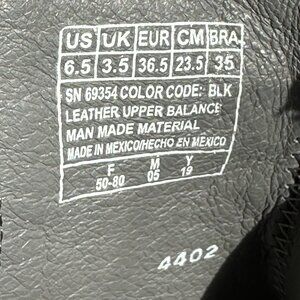 US UK EUR CM BRA
6.5 3.5 36.5 23.5 35
SN 69354 COLOR CODE: BLK
LEATHER UPPER BALANCE
MAN MADE MATERIAL
MADE IN MEXICO/HECHO EN MEXICO
F M Y
50-80 05 19
4402